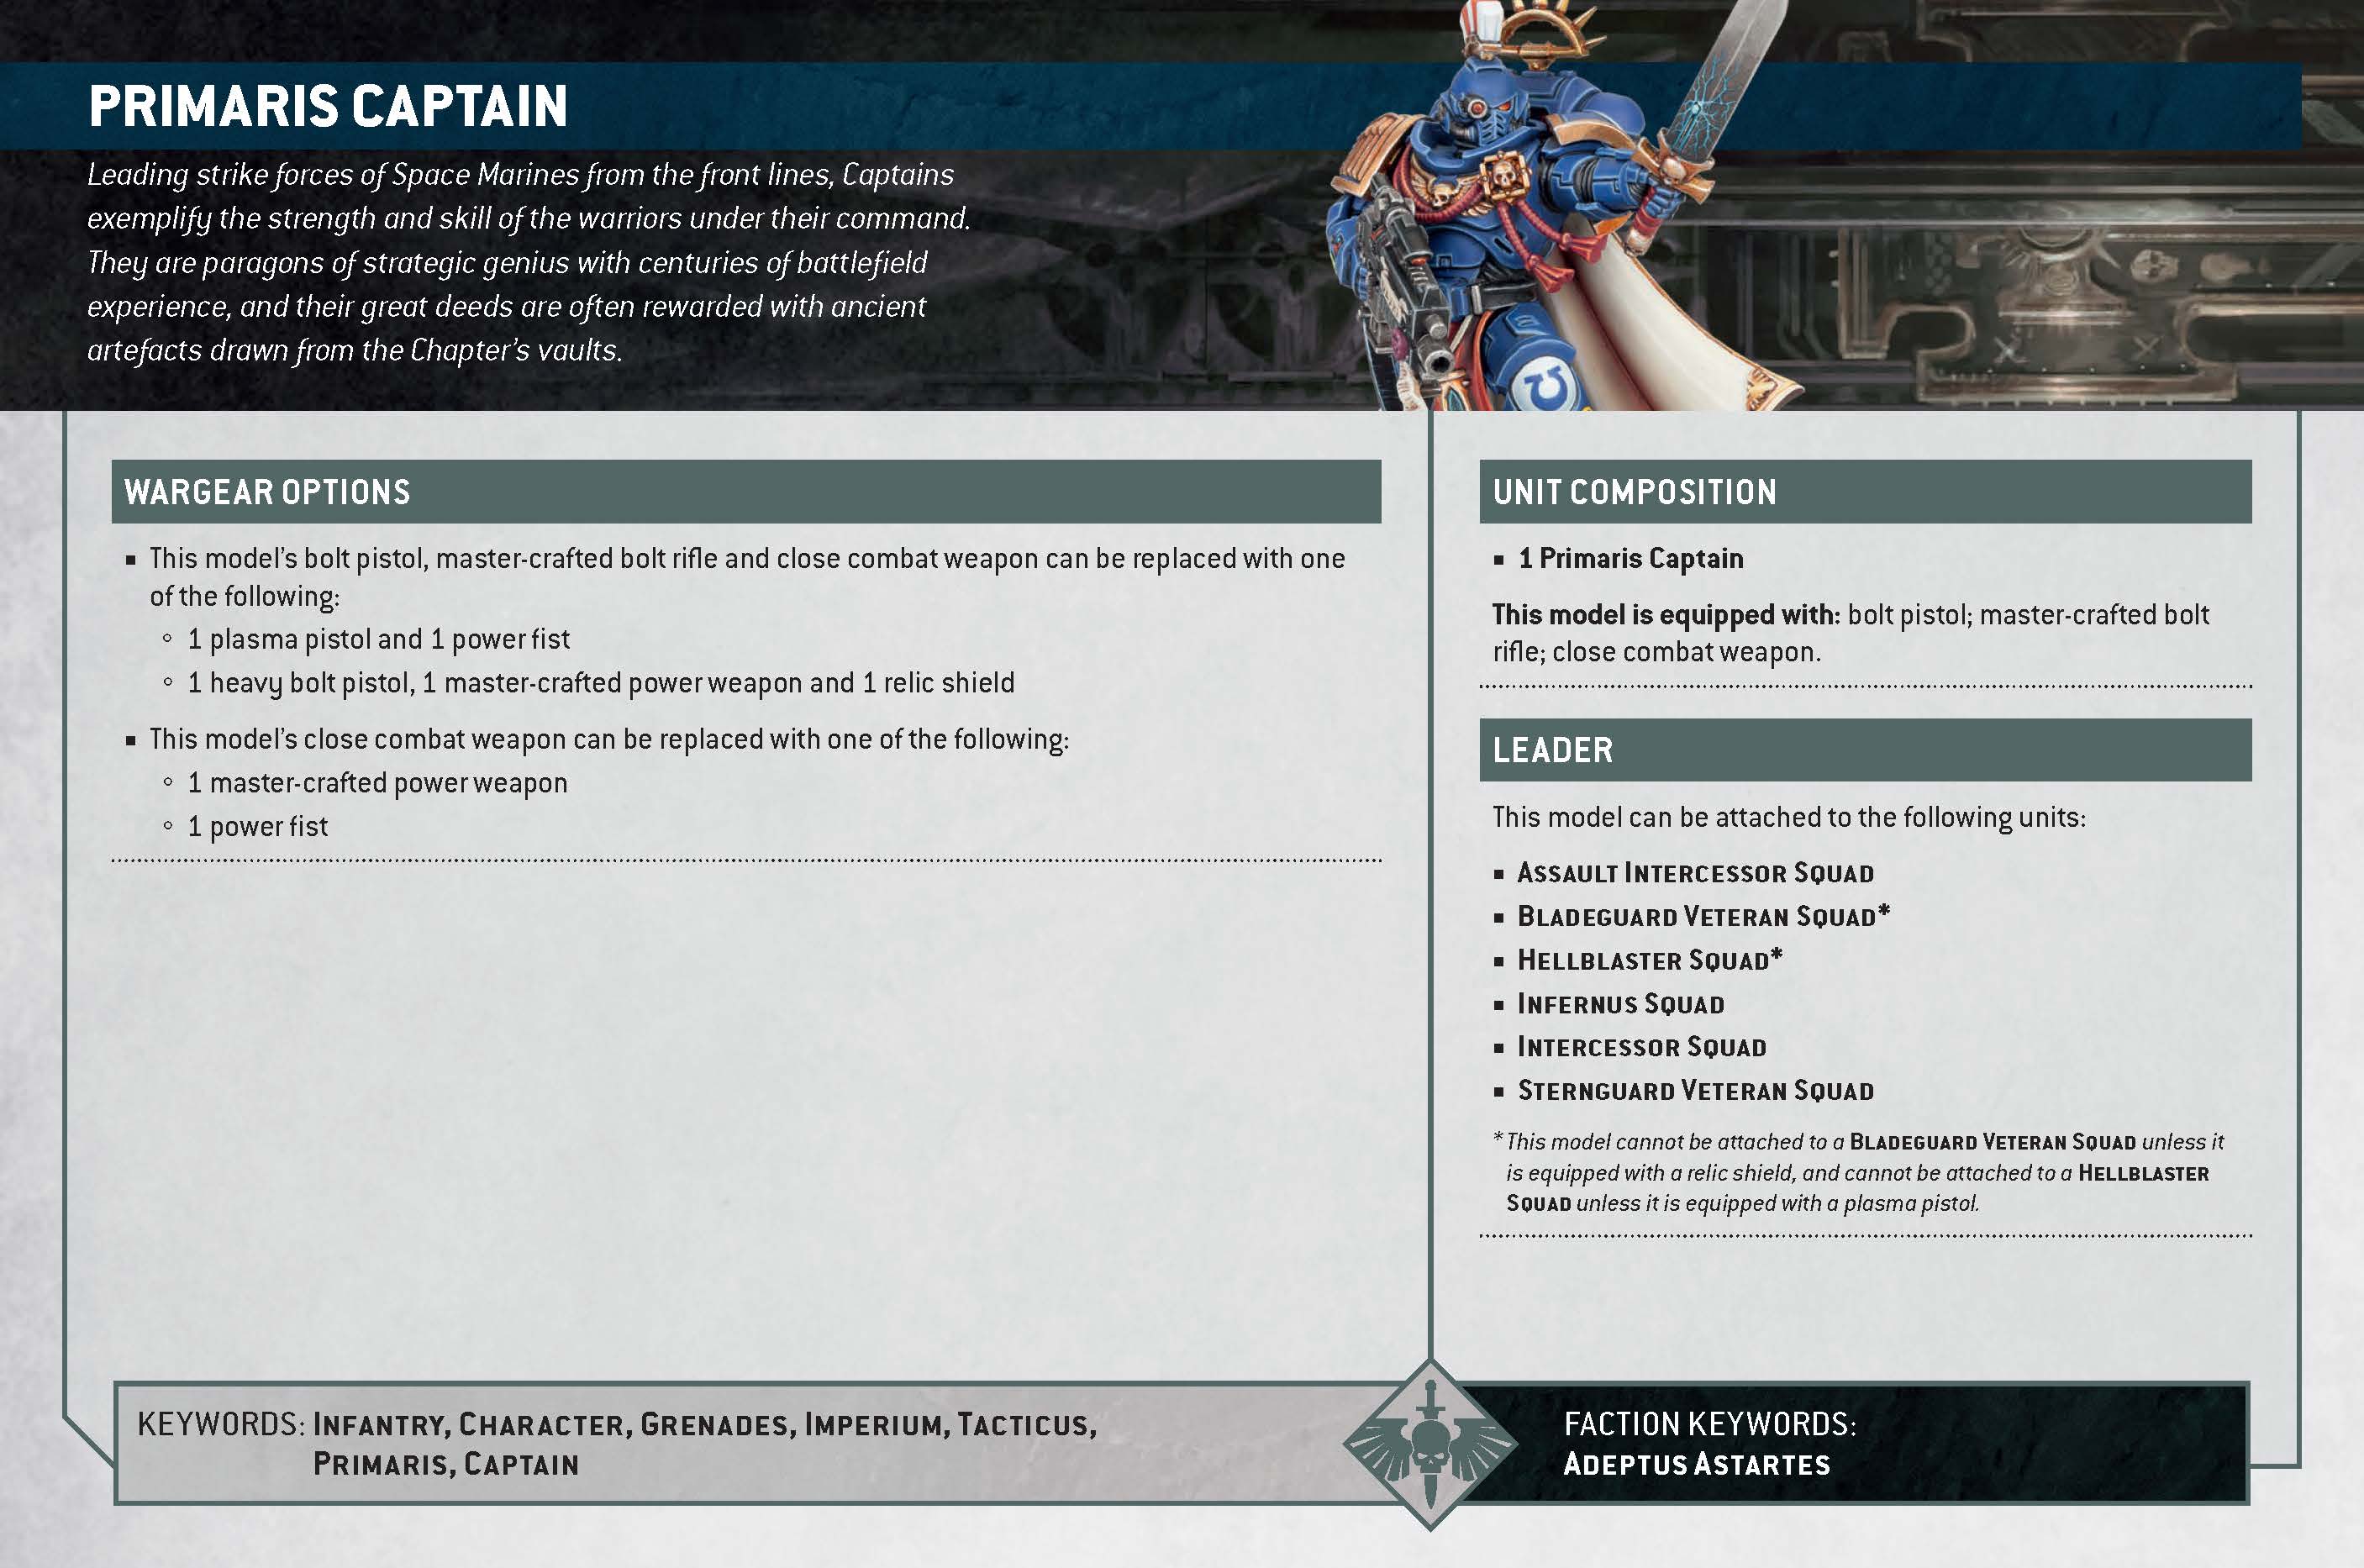 PRIMARIS CAPTAIN
Leading strike forces of Space Marines from the front lines, Captains
exemplify the strength and skill of the warriors under their command.
They are paragons of strategic genius with centuries of battlefield
experience, and their great deeds are often rewarded with ancient
artefacts drawn from the Chapter's vaults.
WARGEAR OPTIONS
▪ This model's bolt pistol, master-crafted bolt rifle and close combat weapon can be replaced with one
of the following:
◦ 1 plasma pistol and 1 power fist
◦ 1 heavy bolt pistol, 1 master-crafted power weapon and 1 relic shield
▪ This model's close combat weapon can be replaced with one of the following:
◦ 1 master-crafted power weapon
◦ 1 power fist
UNIT COMPOSITION
▪ 1 Primaris Captain
This model is equipped with: bolt pistol; master-crafted bolt
rifle; close combat weapon.
LEADER
This model can be attached to the following units:
▪ ASSAULT INTERCESSOR SQUAD
▪ BLADEGUARD VETERAN SQUAD*
▪ HELLBLASTER SQUAD*
▪ INFERNUS SQUAD
▪ INTERCESSOR SQUAD
▪ STERNGUARD VETERAN SQUAD
* This model cannot be attached to a BLADEGUARD VETERAN SQUAD unless it
is equipped with a relic shield, and cannot be attached to a HELLBLASTER
SQUAD unless it is equipped with a plasma pistol.
KEYWORDS: INFANTRY, CHARACTER, GRENADES, IMPERIUM, TACTICUS,
PRIMARIS, CAPTAIN
FACTION KEYWORDS:
ADEPTUS ASTARTES